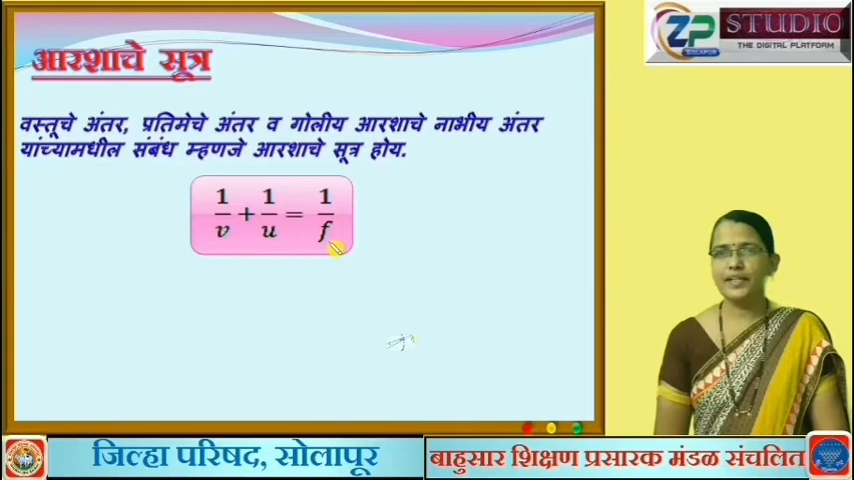 आरशाचे सूत्र
वस्तूचे अंतर, प्रतिमेचे अंतर व गोलीय आरशाचे नाभीय अंतर
यांच्यामधील संबंध म्हणजे आरशाचे सूत्र होय.
1/v + 1/u = 1/f
ZP STUDIO
SOLAPUR
THE DIGITAL PLATFORM
जिल्हा परिषद, सोलापूर
बाहुसार शिक्षण प्रसारक मंडळ संचलित